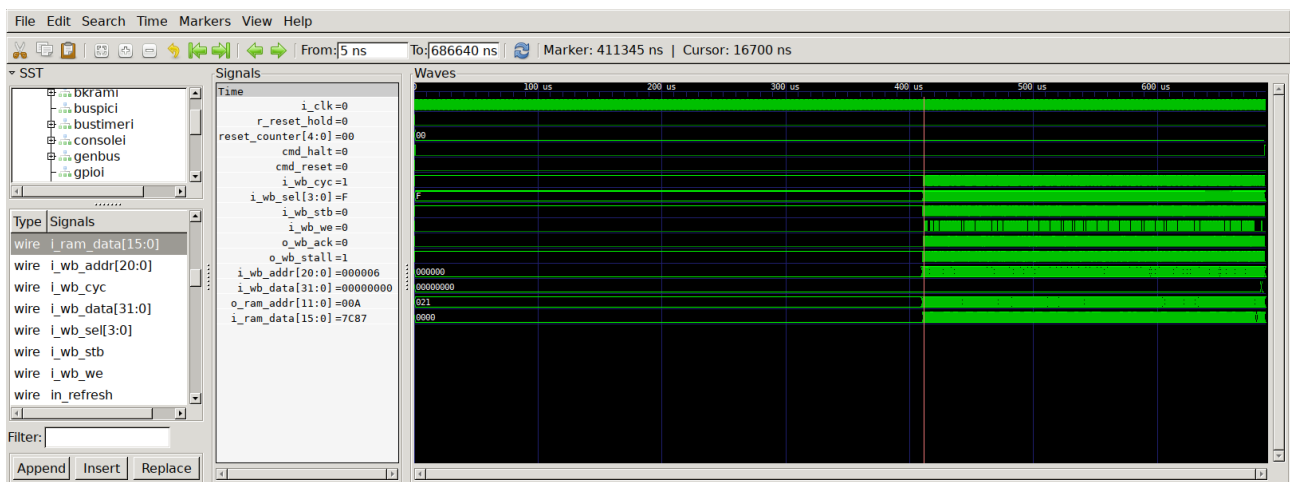 File Edit Search Time Markers View Help
From: 5 ns To: 686640 ns Marker: 411345 ns | Cursor: 16700 ns
SST
bkrami
buspici
bustimeri
consolei
genbus
gpioi
Type Signals
wire i_ram_data[15:0]
wire i_wb_addr[20:0]
wire i_wb_cyc
wire i_wb_data[31:0]
wire i_wb_sel[3:0]
wire i_wb_stb
wire i_wb_we
wire in_refresh
Filter:
Append Insert Replace
Signals
Time
i_clk=0
r_reset_hold=0
reset_counter[4:0]=00
cmd_halt=0
cmd_reset=0
i_wb_cyc=1
i_wb_sel[3:0]=F
i_wb_stb=0
i_wb_we=0
o_wb_ack=0
o_wb_stall=1
i_wb_addr[20:0]=000006
i_wb_data[31:0]=00000000
o_ram_addr[11:0]=00A
i_ram_data[15:0]=7C87
Waves
100 us 200 us 300 us 400 us 500 us 600 us
00
F
000000
00000000
021
0000